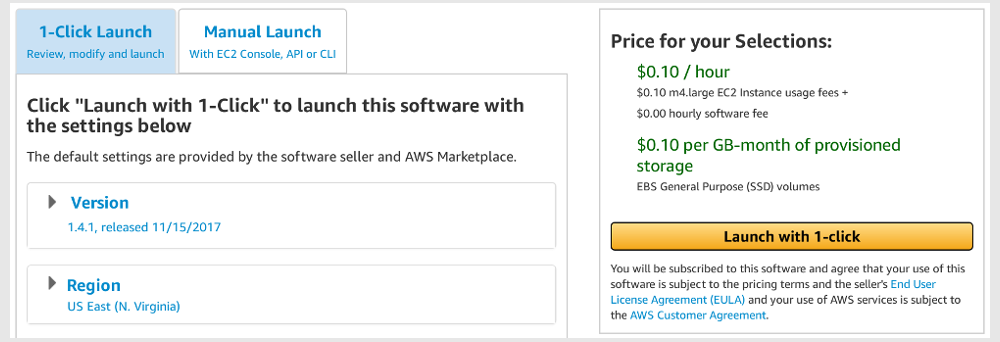 1-Click Launch
Review, modify and launch
Manual Launch
With EC2 Console, API or CLI
Click "Launch with 1-Click" to launch this software with
the settings below
The default settings are provided by the software seller and AWS Marketplace.
Version
1.4.1, released 11/15/2017
Region
US East (N. Virginia)
Price for your Selections:
$0.10 / hour
$0.10 m4.large EC2 Instance usage fees +
$0.00 hourly software fee
$0.10 per GB-month of provisioned
storage
EBS General Purpose (SSD) volumes
Launch with 1-click
You will be subscribed to this software and agree that your use of this
software is subject to the pricing terms and the seller's End User
License Agreement (EULA) and your use of AWS services is subject to
the AWS Customer Agreement.